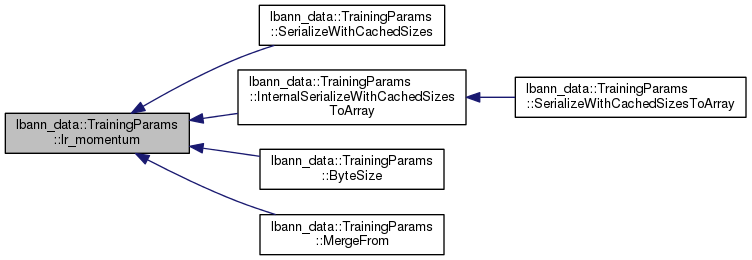 lbann_data::TrainingParams
::SerializeWithCachedSizes
lbann_data::TrainingParams
::InternalSerializeWithCachedSizes
ToArray
lbann_data::TrainingParams
::SerializeWithCachedSizesToArray
lbann_data::TrainingParams
::lr_momentum
lbann_data::TrainingParams
::ByteSize
lbann_data::TrainingParams
::MergeFrom